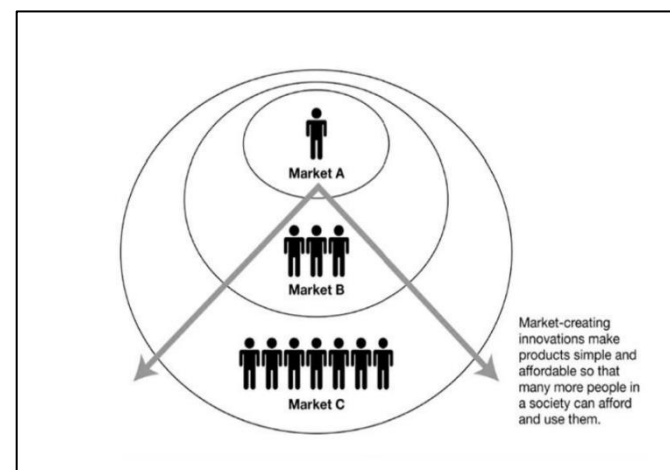 Market A
Market B
Market C
Market-creating
innovations make
products simple and
affordable so that
many more people in
a society can afford
and use them.